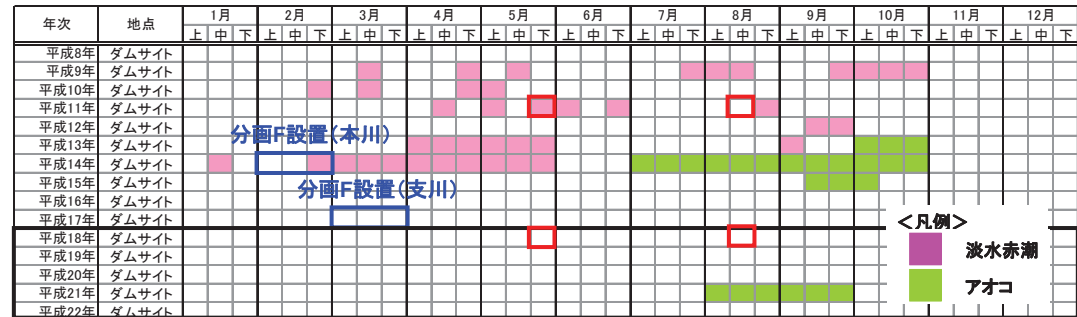 年次 地点 1月 2月 3月 4月 5月 6月 7月 8月 9月 10月 11月 12月
上 中 下 上 中 下 上 中 下 上 中 下 上 中 下 上 中 下 上 中 下 上 中 下 上 中 下 上 中 下 上 中 下 上 中 下
平成8年 ダムサイト
平成9年 ダムサイト
平成10年 ダムサイト
平成11年 ダムサイト
平成12年 ダムサイト
分画F設置(本川)
平成13年 ダムサイト
平成14年 ダムサイト
平成15年 ダムサイト
分画F設置(支川)
平成16年 ダムサイト
平成17年 ダムサイト
<凡例>
平成18年 ダムサイト
淡水赤潮
平成19年 ダムサイト
平成20年 ダムサイト
アオコ
平成21年 ダムサイト
平成22年 ダムサイト